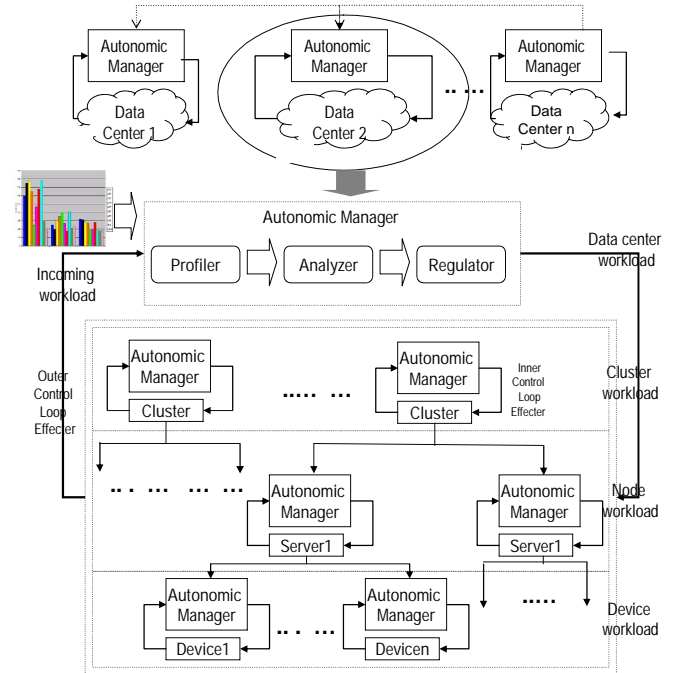 Autonomic
Manager
Data
Center 1
Autonomic
Manager
Data
Center 2
.. ...
Autonomic
Manager
Data
Center n
Autonomic Manager
Profiler
Analyzer
Regulator
Incoming
workload
Data center
workload
Outer
Control
Loop
Effecter
Autonomic
Manager
Cluster
..... ...
Autonomic
Manager
Cluster
Inner
Control
Loop
Effecter
Cluster
workload
.. . ... ... ...
Autonomic
Manager
Server1
Autonomic
Manager
Server1
Node
workload
Autonomic
Manager
Device1
.. . ...
Autonomic
Manager
Devicen
.....
Device
workload